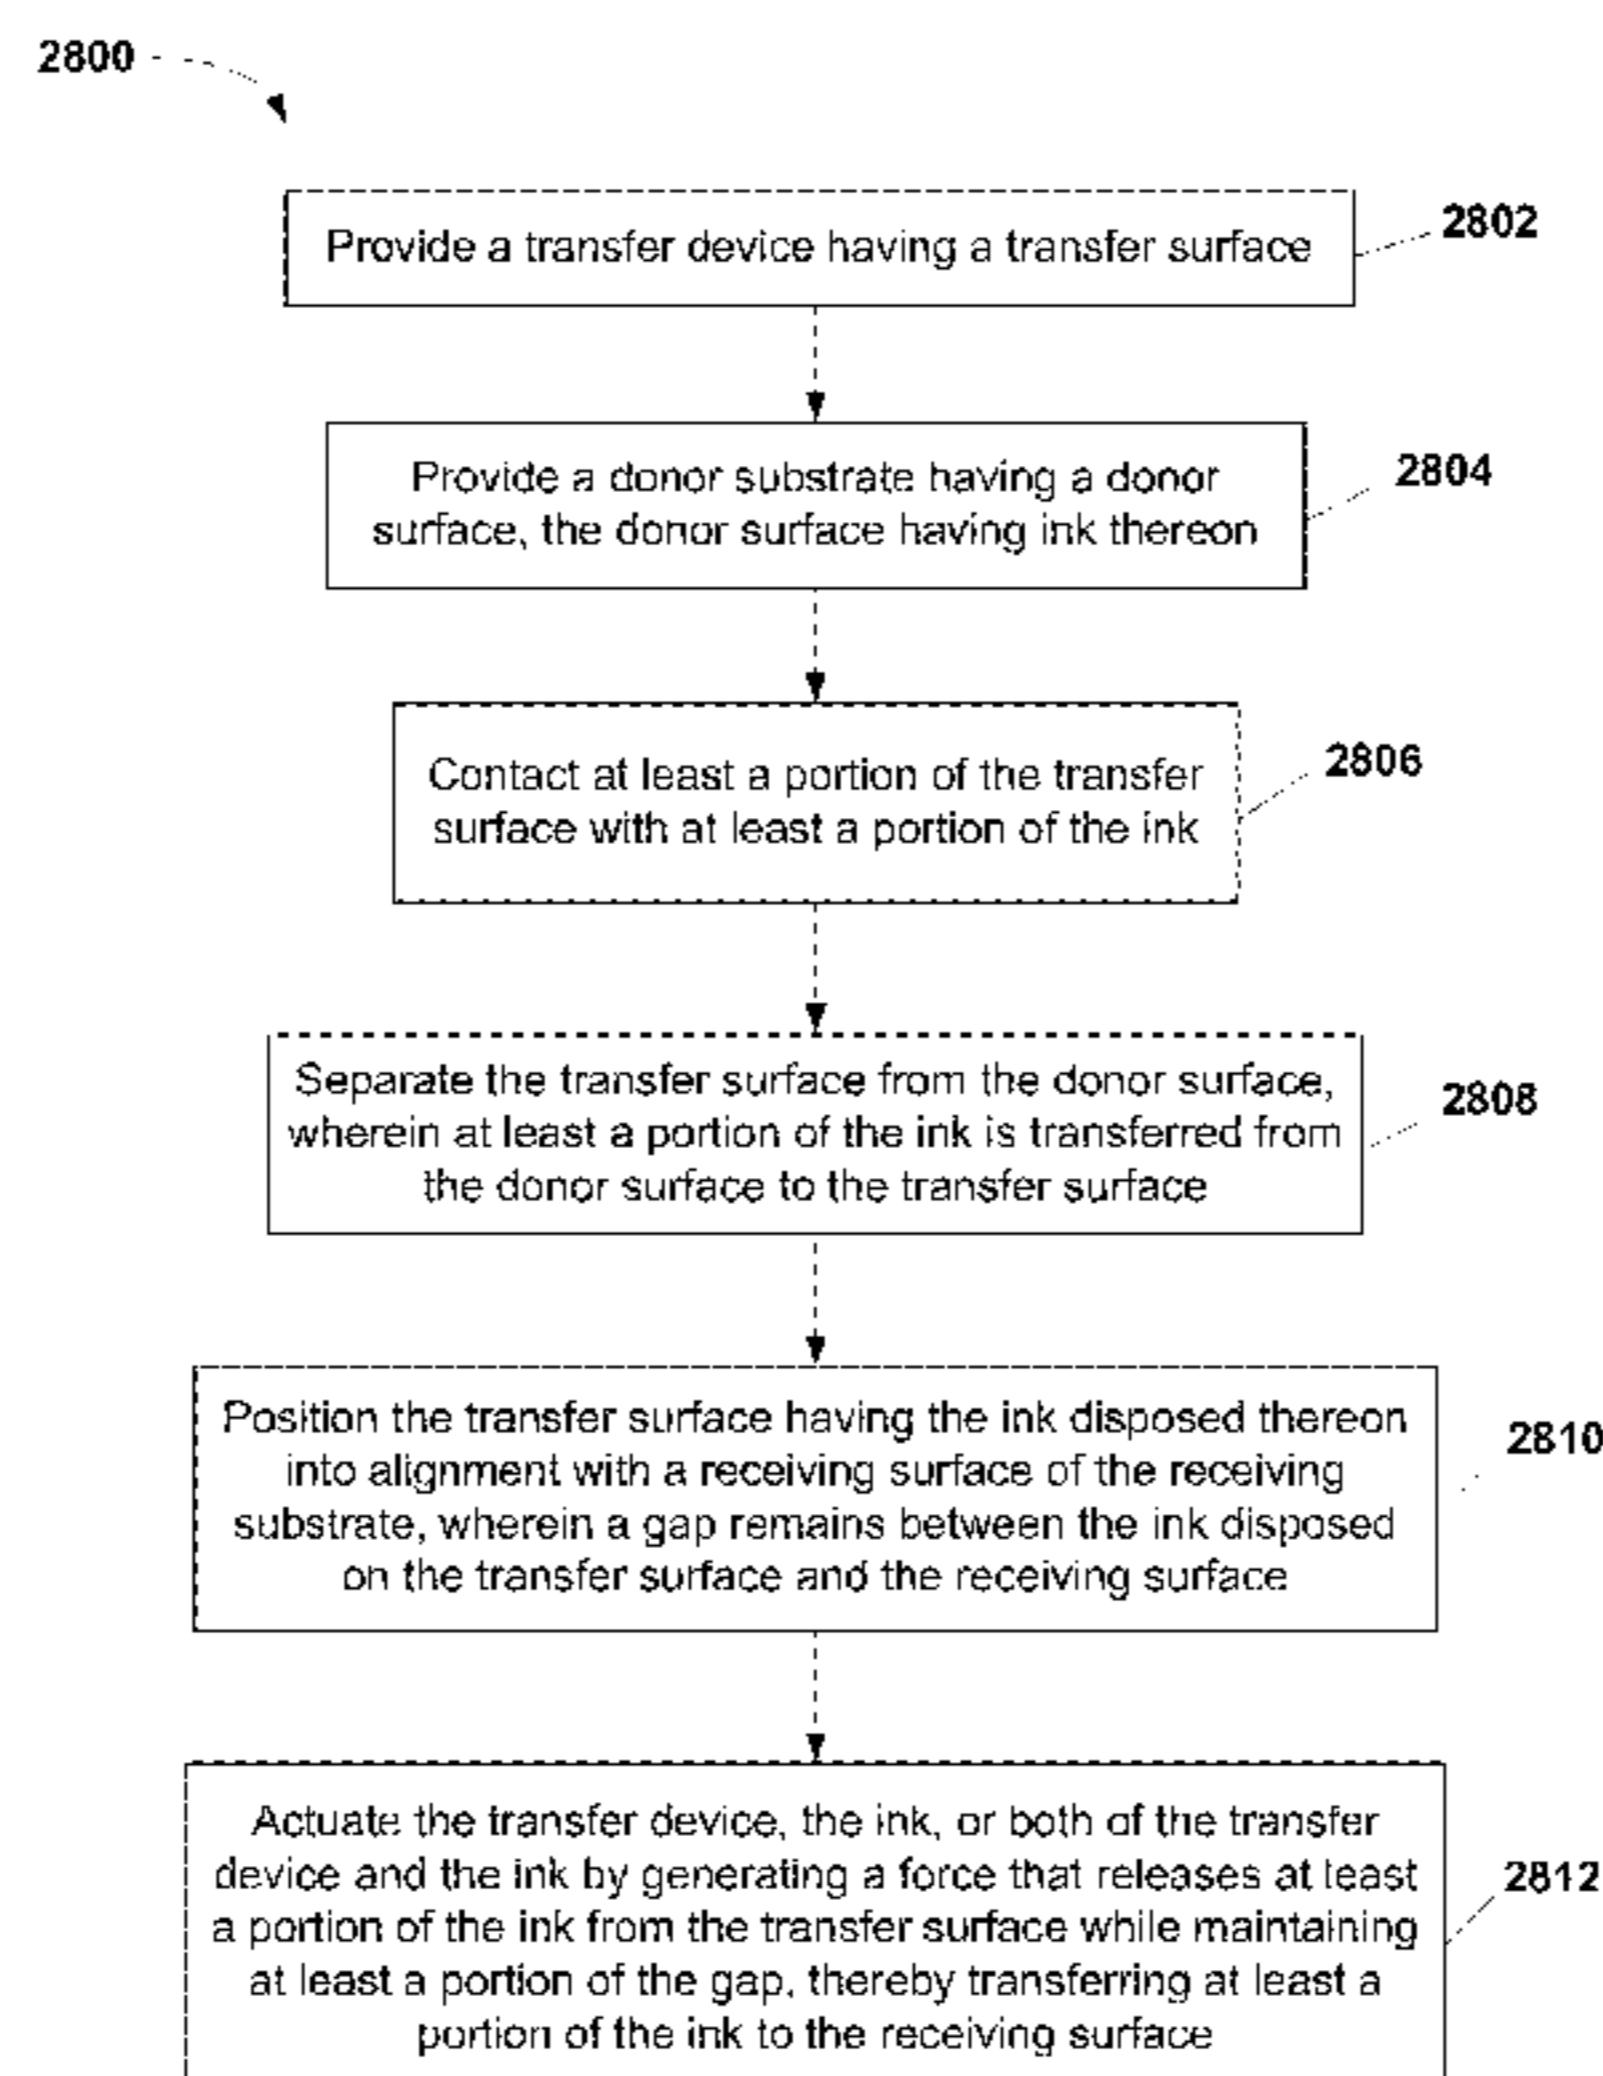 2800
Provide a transfer device having a transfer surface
2802
Provide a donor substrate having a donor
surface, the donor surface having ink thereon
2804
Contact at least a portion of the transfer
surface with at least a portion of the ink
2806
Separate the transfer surface from the donor surface,
wherein at least a portion of the ink is transferred from
the donor surface to the transfer surface
2808
Position the transfer surface having the ink disposed thereon
into alignment with a receiving surface of the receiving
substrate, wherein a gap remains between the ink disposed
on the transfer surface and the receiving surface
2810
Actuate the transfer device, the ink, or both of the transfer
device and the ink by generating a force that releases at least
a portion of the ink from the transfer surface while maintaining
at least a portion of the gap, thereby transferring at least a
portion of the ink to the receiving surface
2812